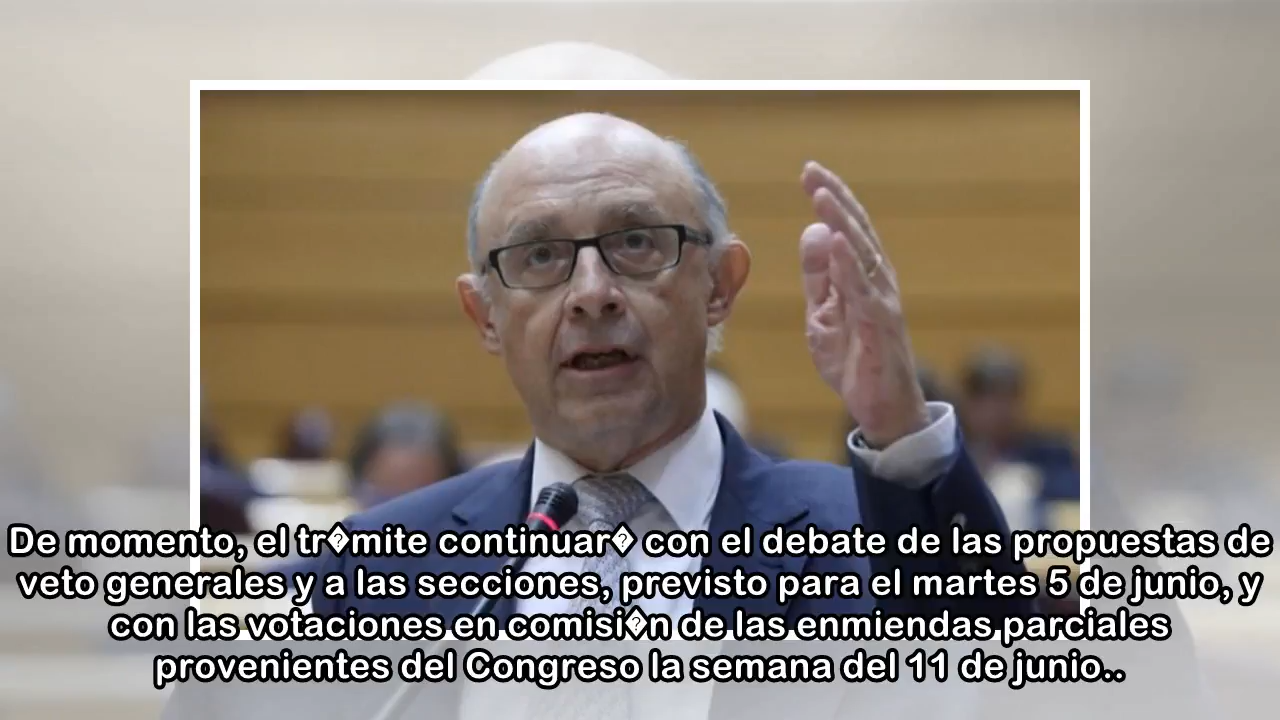 De momento, el tr�mite continuar� con el debate de las propuestas de
veto generales y a las secciones, previsto para el martes 5 de junio, y
con las votaciones en comisi�n de las enmiendas parciales
provenientes del Congreso la semana del 11 de junio..